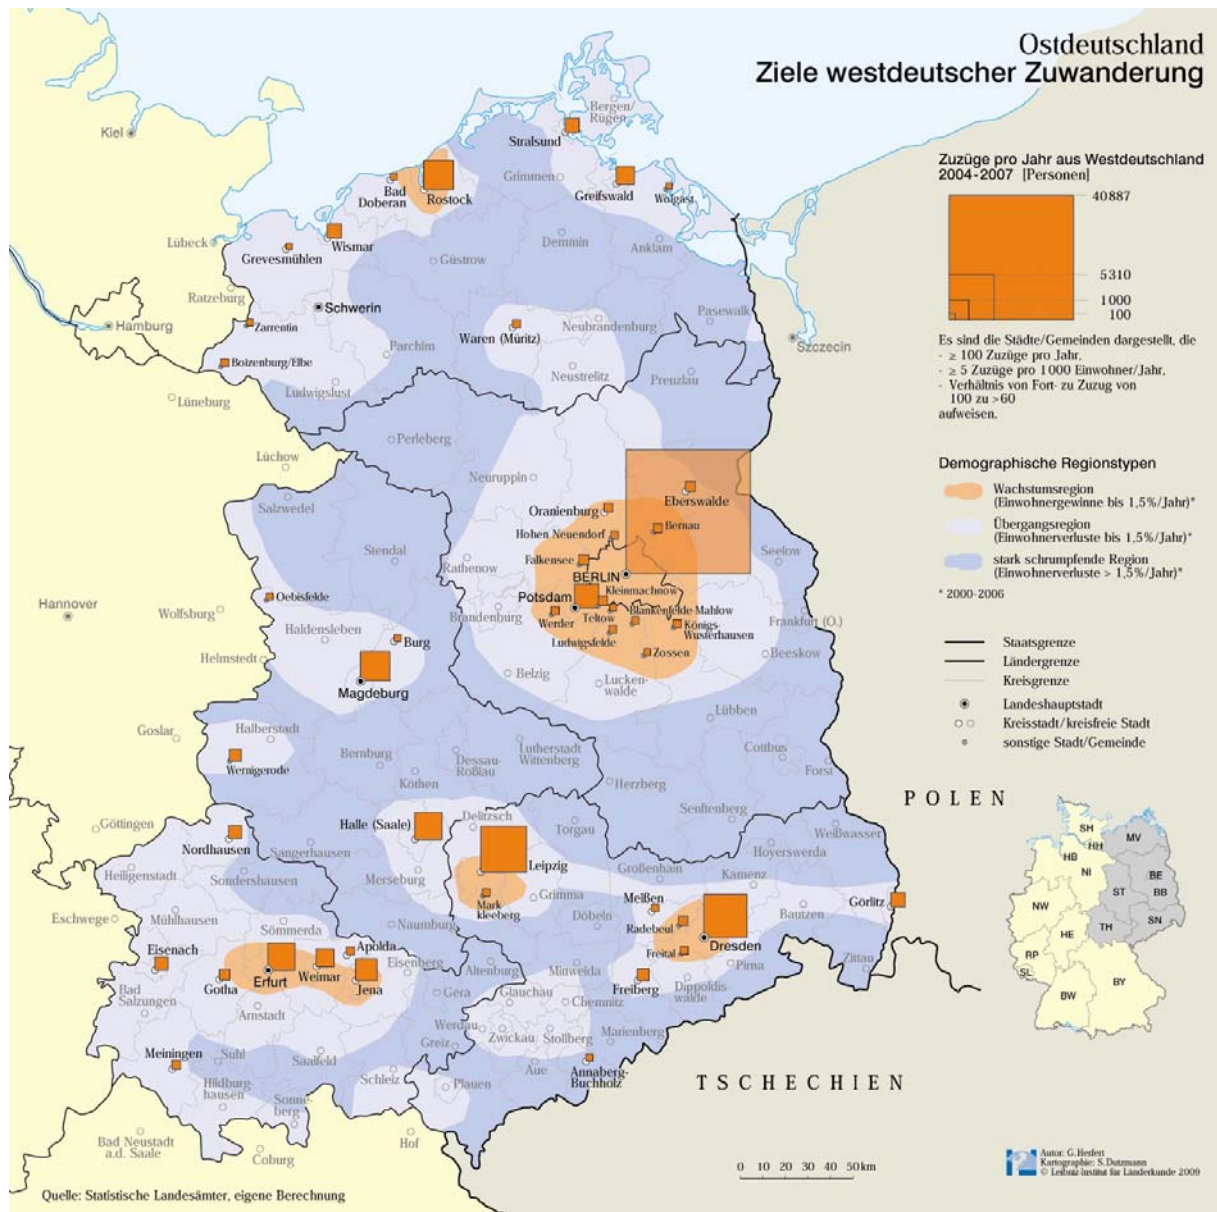 Ostdeutschland
Ziele westdeutscher Zuwanderung
Zuzüge pro Jahr aus Westdeutschland
2004-2007 [Personen]
40887
5310
1000
100
Es sind die Städte/Gemeinden dargestellt, die
- ≥ 100 Zuzüge pro Jahr,
- ≥ 5 Zuzüge pro 1000 Einwohner/Jahr,
- Verhältnis von Fort- zu Zuzug von
100 zu >60
aufweisen.
Demographische Regionstypen
Wachstumsregion
(Einwohnergewinne bis 1,5%/Jahr)*
Übergangsregion
(Einwohnerverluste bis 1,5%/Jahr)*
stark schrumpfende Region
(Einwohnerverluste > 1,5%/Jahr)*
* 2000-2006
Staatsgrenze
Ländergrenze
Kreisgrenze
Landeshauptstadt
Kreisstadt/kreisfreie Stadt
sonstige Stadt/Gemeinde
Kiel
Bergen/
Rügen
Stralsund
Grimmen
Greifswald
Wolgast
Bad
Doberan
Rostock
Lübeck
Wismar
Grevesmühlen
Demmin
Anklam
Güstrow
Ratzeburg
Schwerin
Hamburg
Zarrentin
Waren (Müritz)
Neubrandenburg
Pasewalk
Szczecin
Boizenburg/Elbe
Parchim
Neustrelitz
Prenzlau
Ludwigslust
Lüneburg
Perleberg
Lüchow
Neuruppin
Salzwedel
Eberswalde
Oranienburg
Hohen Neuendorf
Bernau
Stendal
Falkensee
Seelow
Rathenow
BERLIN
Oebisfelde
Hannover
Wolfsburg
Potsdam
Kleinmachnow
Brandenburg
Werder
Teltow
Blankenfelde-Mahlow
Frankfurt (O.)
Haldensleben
Burg
Ludwigsfelde
Königs-
Wusterhausen
Helmstedt
Zossen
Beeskow
Magdeburg
Belzig
Lucken-
walde
Lübben
Goslar
Halberstadt
Wernigerode
Bernburg
Dessau-
Roßlau
Lutherstadt
Wittenberg
Cottbus
Forst
Köthen
Herzberg
Göttingen
Nordhausen
Halle (Saale)
Delitzsch
Torgau
Senftenberg
Weißwasser
POLEN
Sangerhausen
Hoyerswerda
Heiligenstadt
Sondershausen
Merseburg
Leipzig
Großenhain
Kamenz
Mark
kleeberg
Grimma
Meißen
Görlitz
Eschwege
Mühlhausen
Naumburg
Döbeln
Radebeul
Bautzen
Sömmerda
Eisenach
Apolda
Dresden
Freital
Erfurt
Weimar
Jena
Eisenberg
Altenburg
Mittweida
Pirna
Zittau
Gotha
Freiberg
Bad
Salzungen
Arnstadt
Gera
Glauchau
Chemnitz
Dippoldis
walde
Werdau
Zwickau
Stollberg
Marienberg
Greiz
Meiningen
Suhl
Saalfeld
Aue
Annaberg-
Buchholz
Hildburg-
hausen
Schleiz
Plauen
Sonne-
berg
TSCHECHIEN
Bad Neustadt
a.d. Saale
Coburg
Hof
SH
MV
HH
HB
NI
BE
ST
BB
NW
SN
TH
HE
RP
SL
BY
BW
0 10 20 30 40 50 km
Autor: G. Herfert
Kartographie: S. Dutzmann
© Leibniz-Institut für Länderkunde 2009
Quelle: Statistische Landesämter, eigene Berechnung